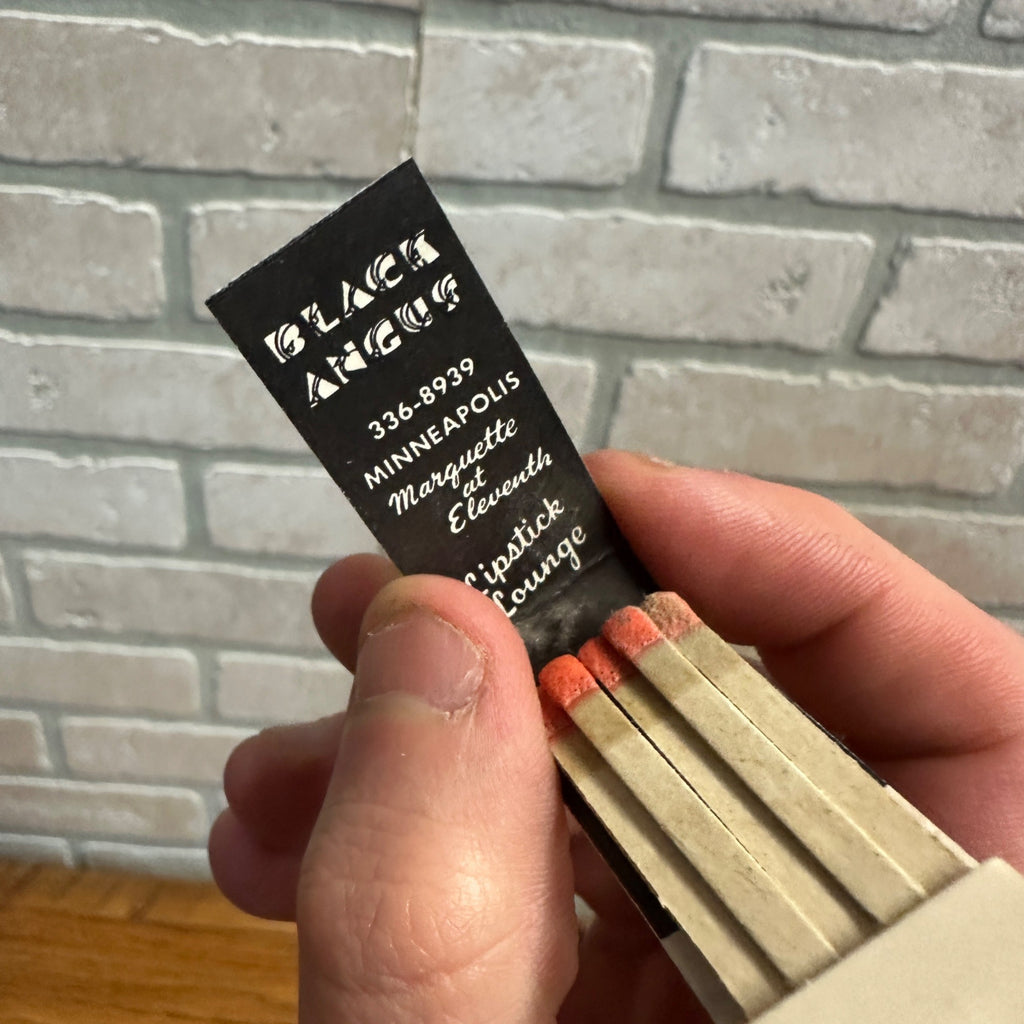 BLACK
ANGUS
336-8939
MINNEAPOLIS
Marquette
at
Eleventh
Lipstick
Lounge